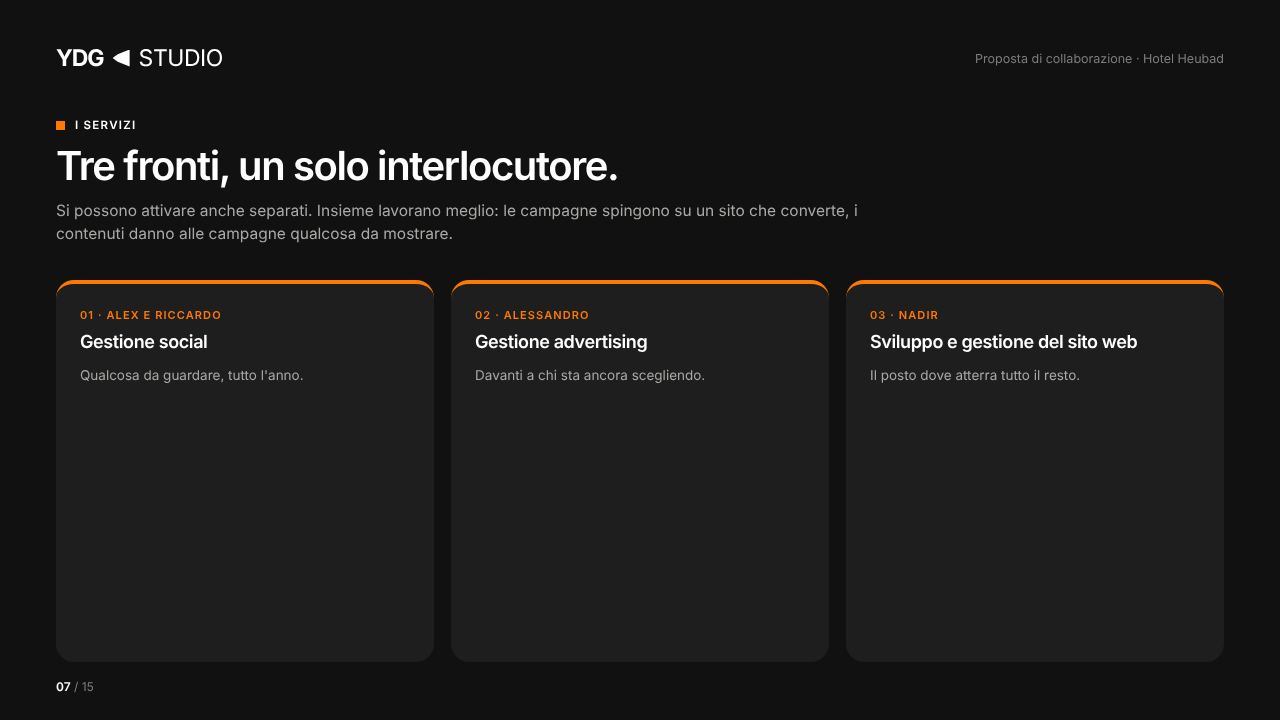 YDG STUDIO
Proposta di collaborazione · Hotel Heubad
I SERVIZI
Tre fronti, un solo interlocutore.
Si possono attivare anche separati. Insieme lavorano meglio: le campagne spingono su un sito che converte, i
contenuti danno alle campagne qualcosa da mostrare.
01 · ALEX E RICCARDO
Gestione social
Qualcosa da guardare, tutto l'anno.
02 · ALESSANDRO
Gestione advertising
Davanti a chi sta ancora scegliendo.
03 · NADIR
Sviluppo e gestione del sito web
Il posto dove atterra tutto il resto.
07 / 15